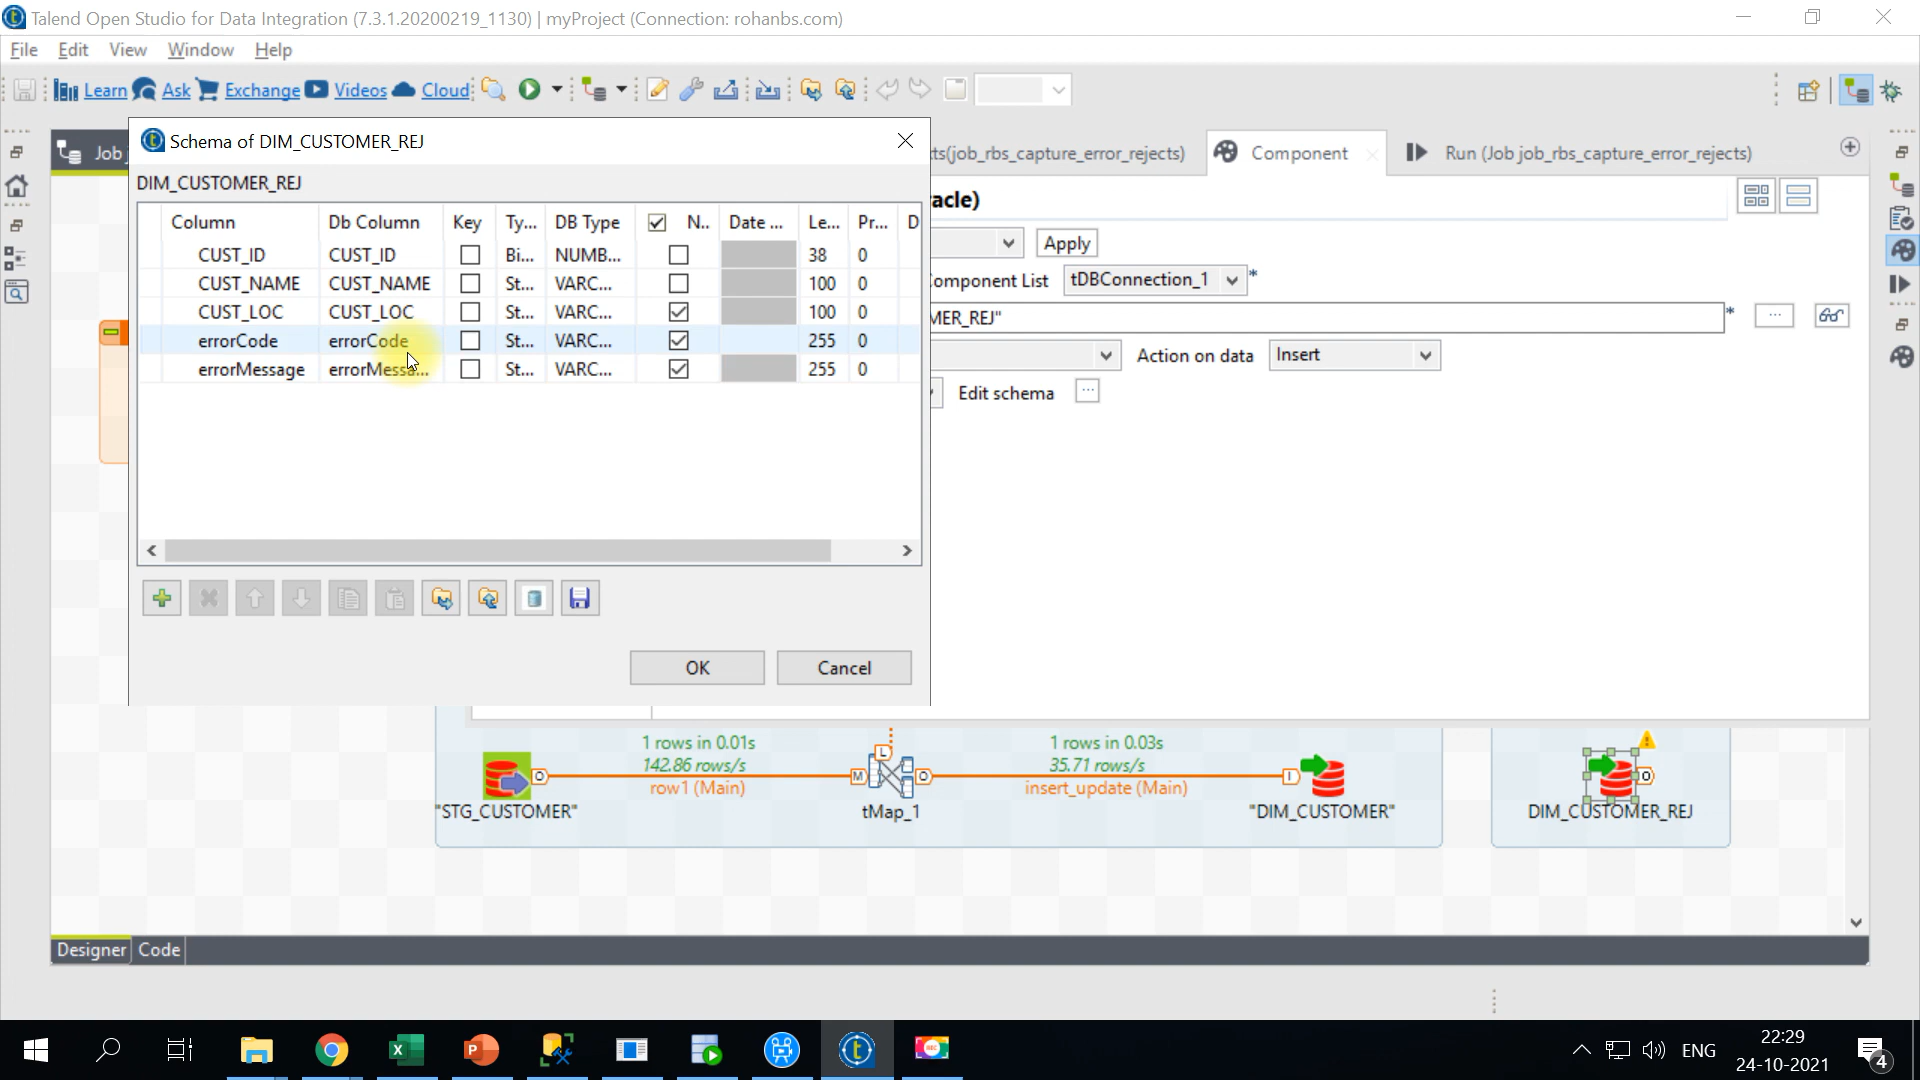 Talend Open Studio for Data Integration (7.3.1.20200219_1130) | myProject (Connection: rohanbs.com)
File Edit View Window Help
Learn Ask Exchange Videos Cloud
Job
Schema of DIM_CUSTOMER_REJ
ts(job_rbs_capture_error_rejects)
Component
Run (Job job_rbs_capture_error_rejects)
DIM_CUSTOMER_REJ
acle)
Column Db Column Key Ty... DB Type N.. Date ... Le... Pr... D
CUST_ID CUST_ID Bi... NUMB... 38 0
CUST_NAME CUST_NAME St... VARC... 100 0
CUST_LOC CUST_LOC St... VARC... 100 0
errorCode errorCode St... VARC... 255 0
errorMessage errorMessa... St... VARC... 255 0
Apply
omponent List tDBConnection_1 *
MER_REJ" * ...
Action on data Insert
Edit schema ...
OK Cancel
1 rows in 0.01s
142.86 rows/s
row1 (Main)
1 rows in 0.03s
35.71 rows/s
insert_update (Main)
O M L O I O
"STG_CUSTOMER" tMap_1 "DIM_CUSTOMER" DIM_CUSTOMER_REJ
Designer Code
ENG
22:29
24-10-2021
4